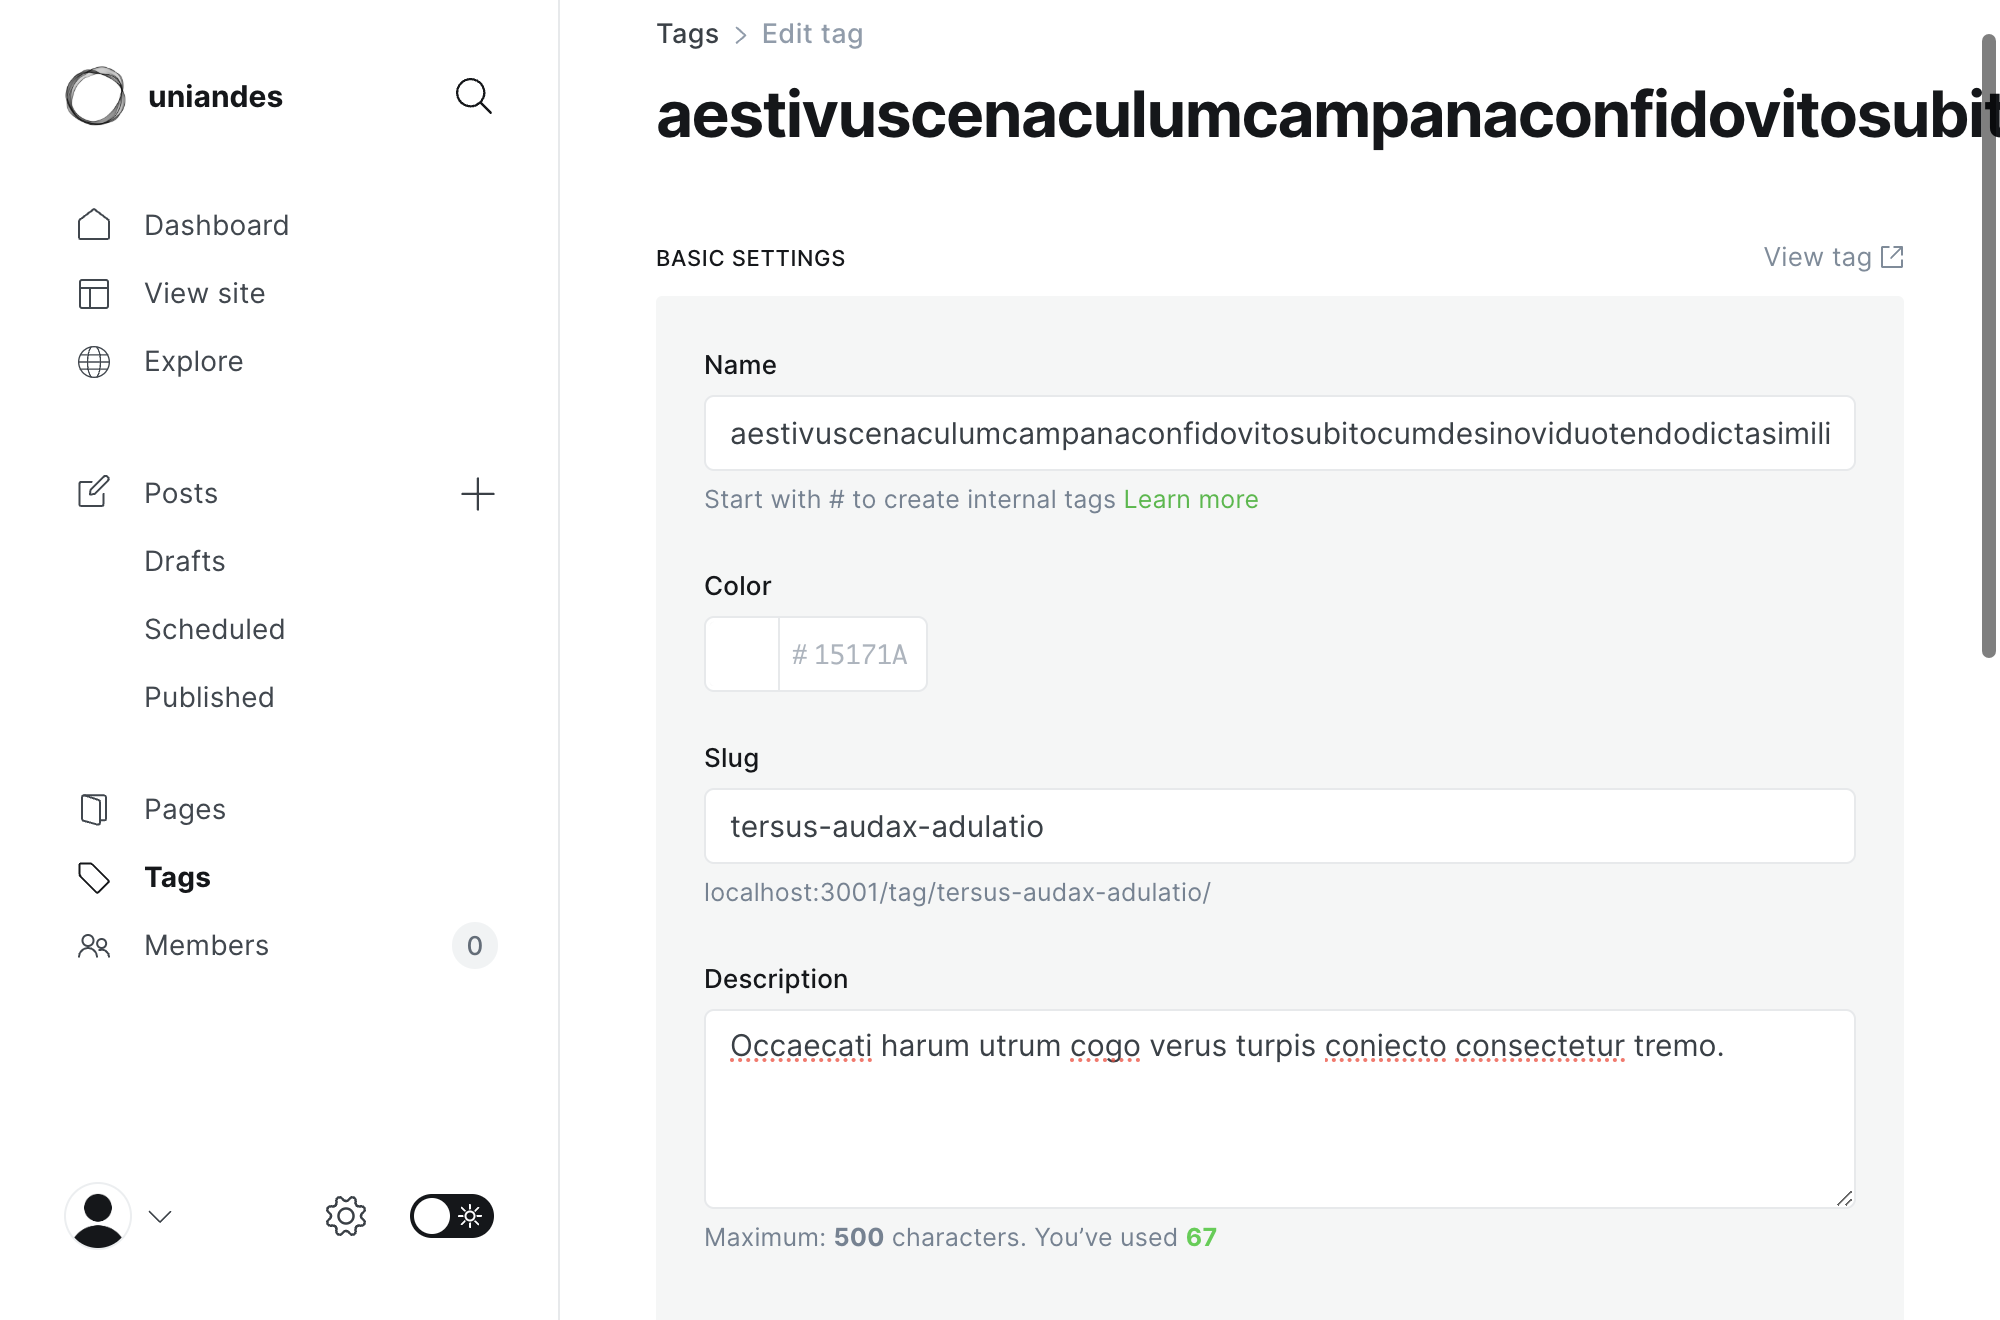 uniandes
Dashboard
View site
Explore
Posts
Drafts
Scheduled
Published
Pages
Tags
Members
0
Tags > Edit tag
aestivuscenaculumcampanaconfidovitosubit
BASIC SETTINGS
View tag
Name
aestivuscenaculumcampanaconfidovitosubitocumdesinoviduotendodictasimili
Start with # to create internal tags Learn more
Color
# 15171A
Slug
tersus-audax-adulatio
localhost:3001/tag/tersus-audax-adulatio/
Description
Occaecati harum utrum cogo verus turpis coniecto consectetur tremo.
Maximum: 500 characters. You’ve used 67